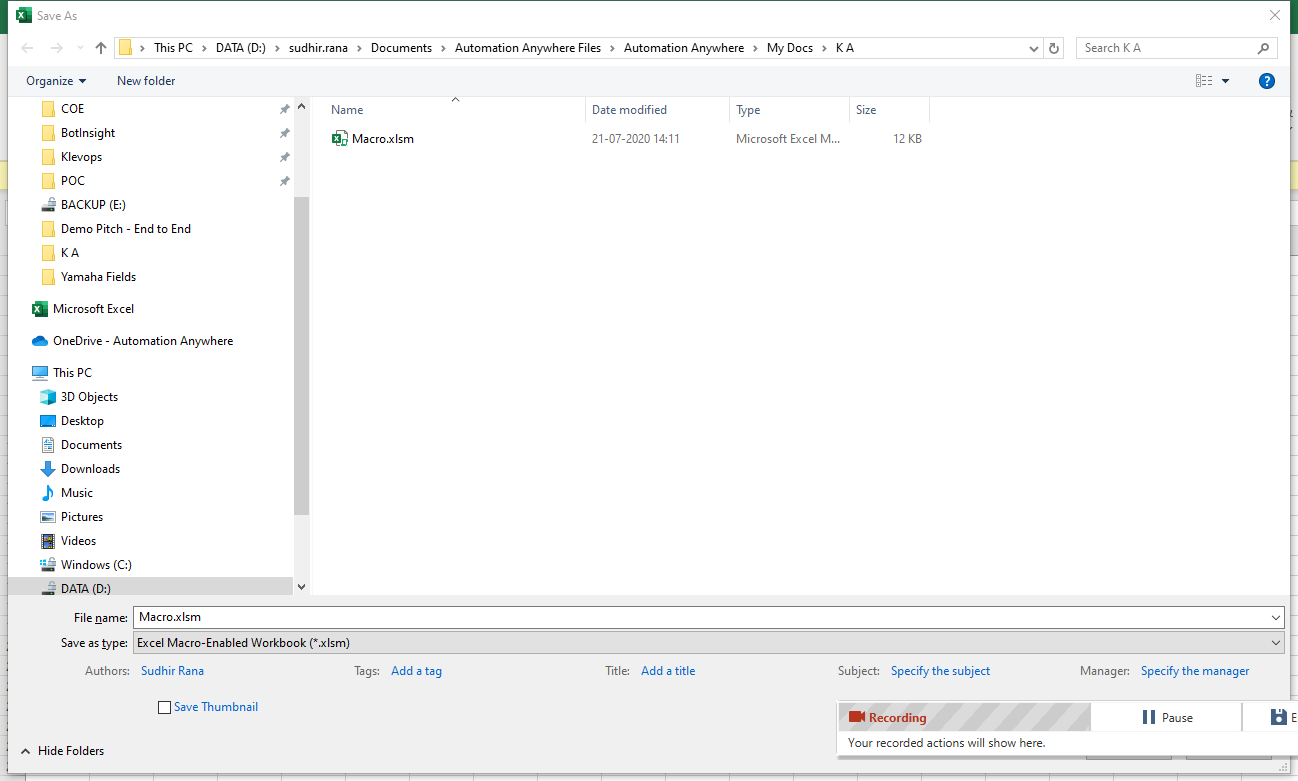 Save As
This PC > DATA (D:) > sudhir.rana > Documents > Automation Anywhere Files > Automation Anywhere > My Docs > K A
Search K A
Organize
New folder
COE
BotInsight
Klevops
POC
BACKUP (E:)
Demo Pitch - End to End
K A
Yamaha Fields
Microsoft Excel
OneDrive - Automation Anywhere
This PC
3D Objects
Desktop
Documents
Downloads
Music
Pictures
Videos
Windows (C:)
DATA (D:)
Name Date modified Type Size
Macro.xlsm 21-07-2020 14:11 Microsoft Excel M... 12 KB
File name: Macro.xlsm
Save as type: Excel Macro-Enabled Workbook (*.xlsm)
Authors: Sudhir Rana Tags: Add a tag Title: Add a title Subject: Specify the subject Manager: Specify the manager
Save Thumbnail
Recording Pause E
Your recorded actions will show here.
Hide Folders